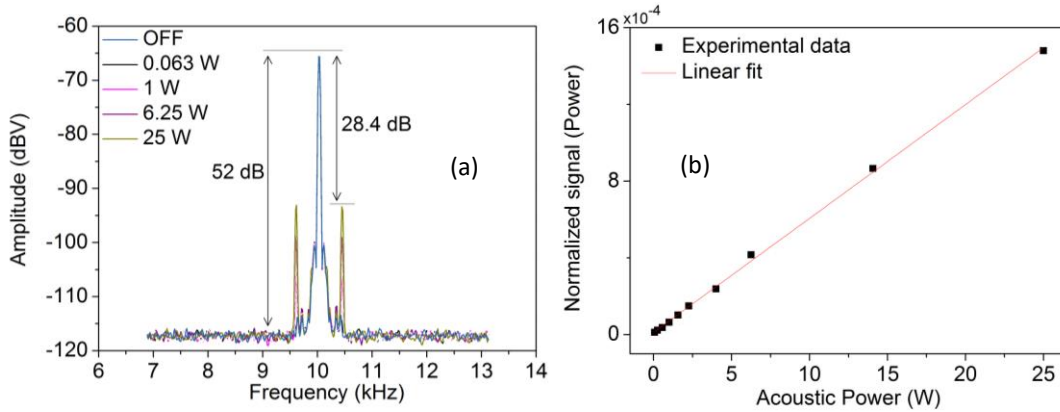 -60
-70
-80
-90
-100
-110
-120
Amplitude (dBV)
OFF
0.063 W
1 W
6.25 W
25 W
52 dB
28.4 dB
(a)
6 7 8 9 10 11 12 13 14
Frequency (kHz)
16 ×10⁻⁴
8
0
Normalized signal (Power)
Experimental data
Linear fit
(b)
0 5 10 15 20 25
Acoustic Power (W)